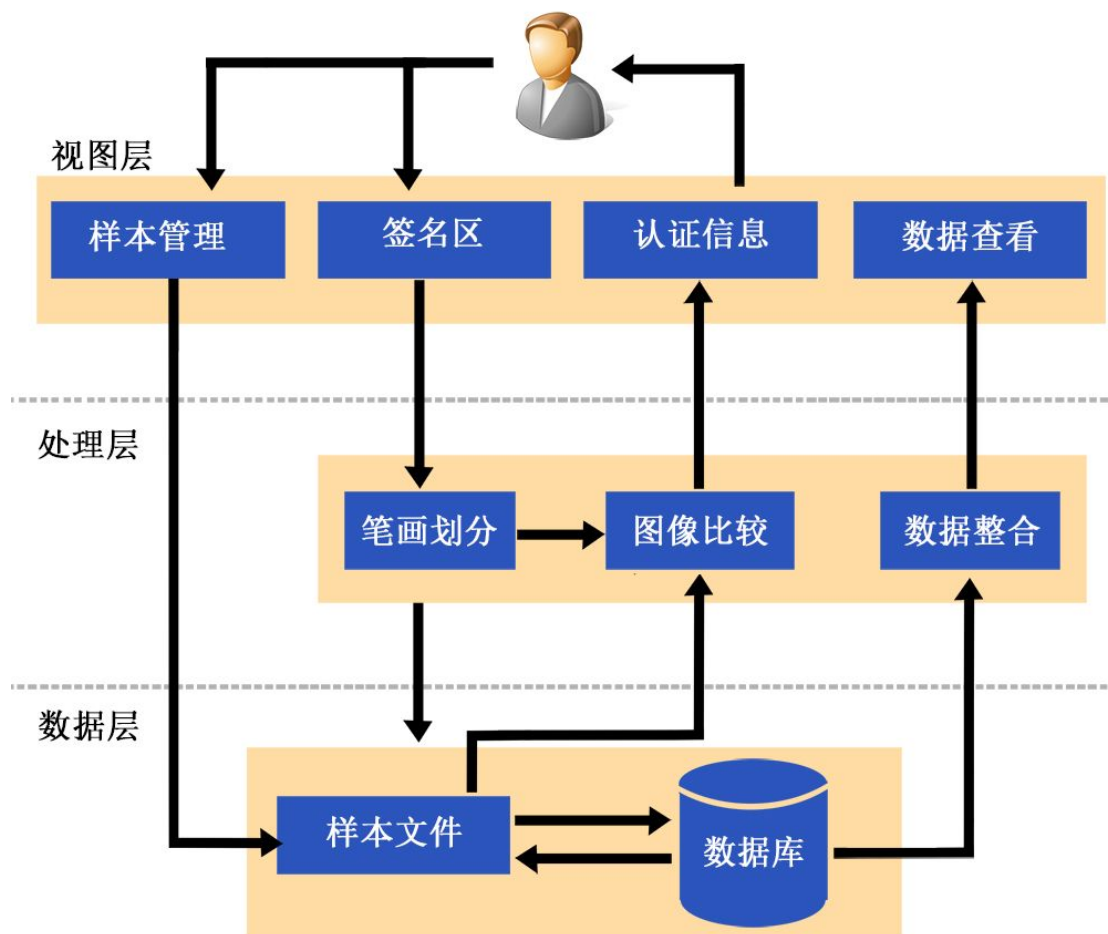 视图层
样本管理
签名区
认证信息
数据查看
处理层
笔画划分
图像比较
数据整合
数据层
样本文件
数据库